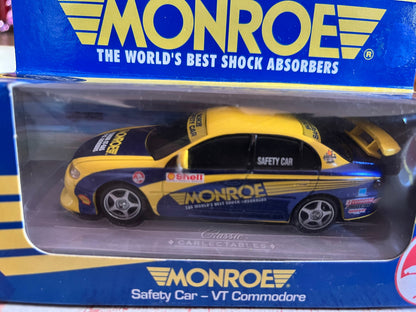 MONROE®
THE WORLD'S BEST SHOCK ABSORBERS
MONROE
SAFETY CAR
Shell
MONROE
THE WORLD'S BEST SHOCK ABSORBERS
Classic
CARLECTABLES
MONROE
Safety Car – VT Commodore